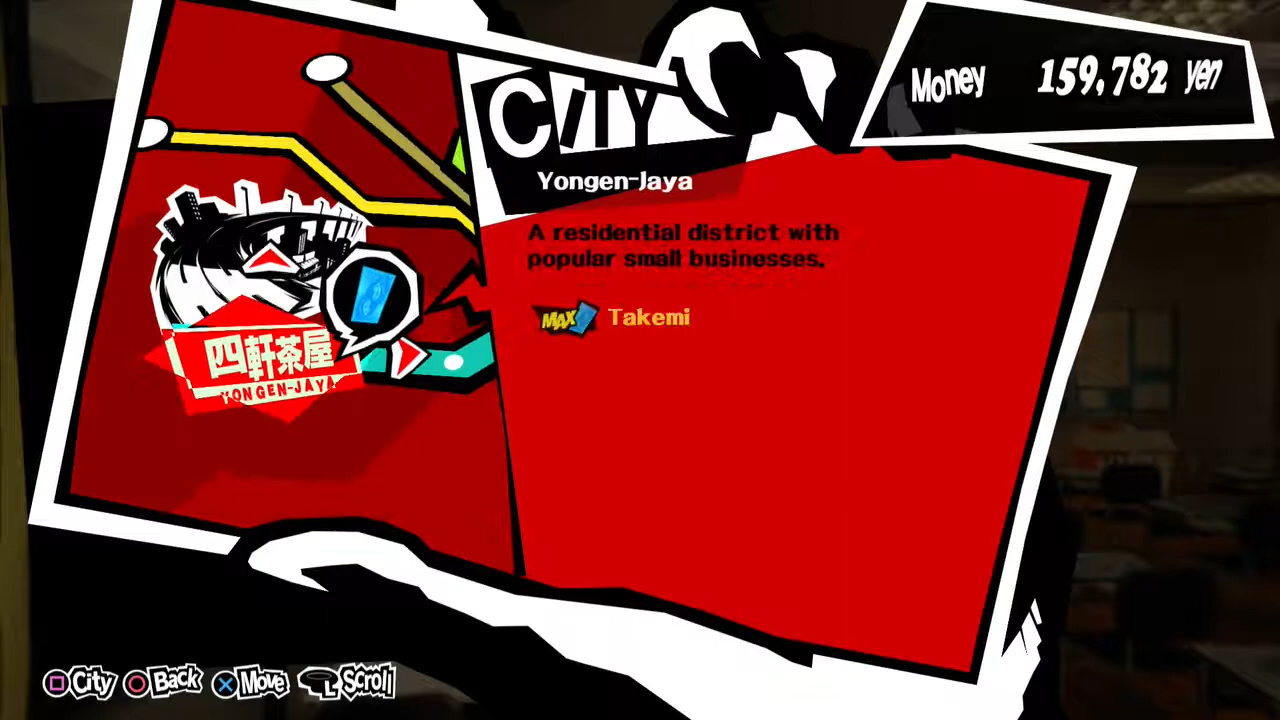 CITY
Money 159,782 yen
Yongen-Jaya
A residential district with
popular small businesses.
MAX Takemi
四軒茶屋
YONGEN-JAYA
City Back Move L Scroll